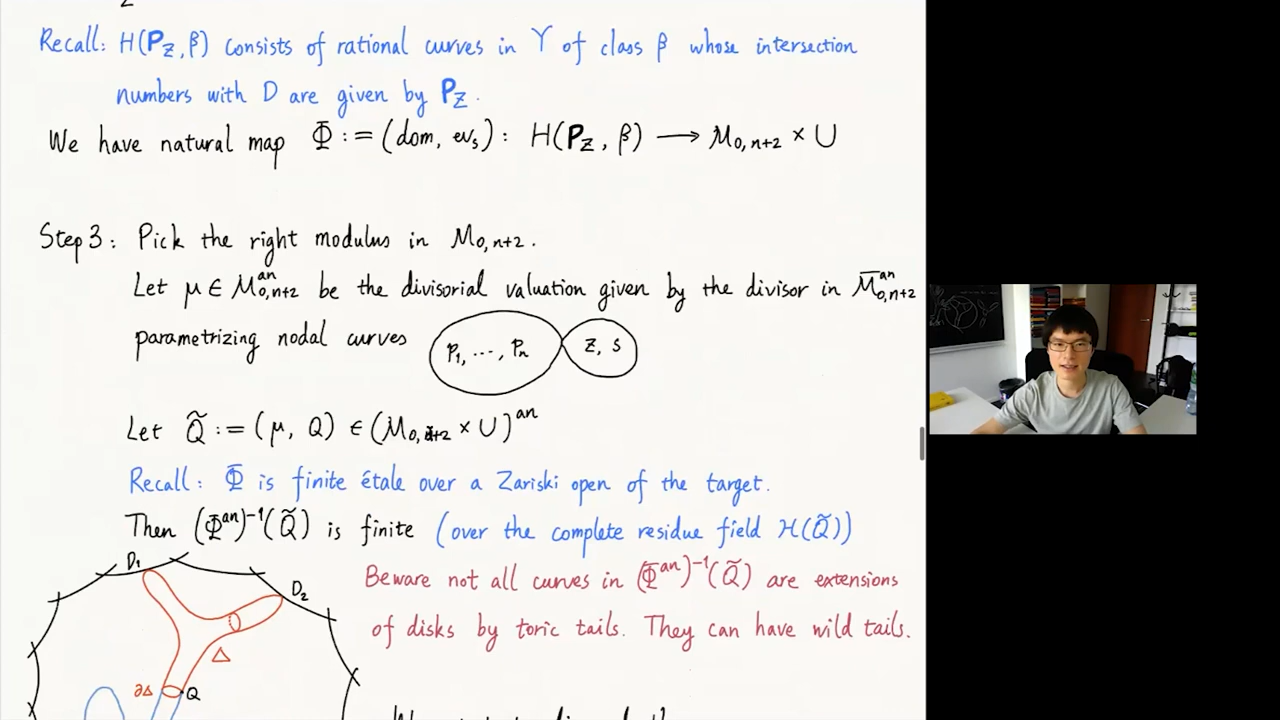 Recall: H(P_Z, β) consists of rational curves in Y of class β whose intersection
numbers with D are given by P_Z.
We have natural map Φ := (dom, ev_s) : H(P_Z, β) ⟶ M_{0,n+2} × U
Step 3: Pick the right modulus in M_{0,n+2}.
Let μ ∈ M_{0,n+2}^{an} be the divisorial valuation given by the divisor in M̄_{0,n+2}^{an}
parametrizing nodal curves
P_1, ⋯, P_n
Z, S
Let Q̃ := (μ, Q) ∈ (M_{0,n+2} × U)^{an}
Recall: Φ is finite étale over a Zariski open of the target.
Then (Φ^{an})^{-1}(Q̃) is finite (over the complete residue field H(Q̃))
D_1
D_2
Beware not all curves in (Φ^{an})^{-1}(Q̃) are extensions
of disks by toric tails. They can have wild tails.
Δ
∂Δ
Q